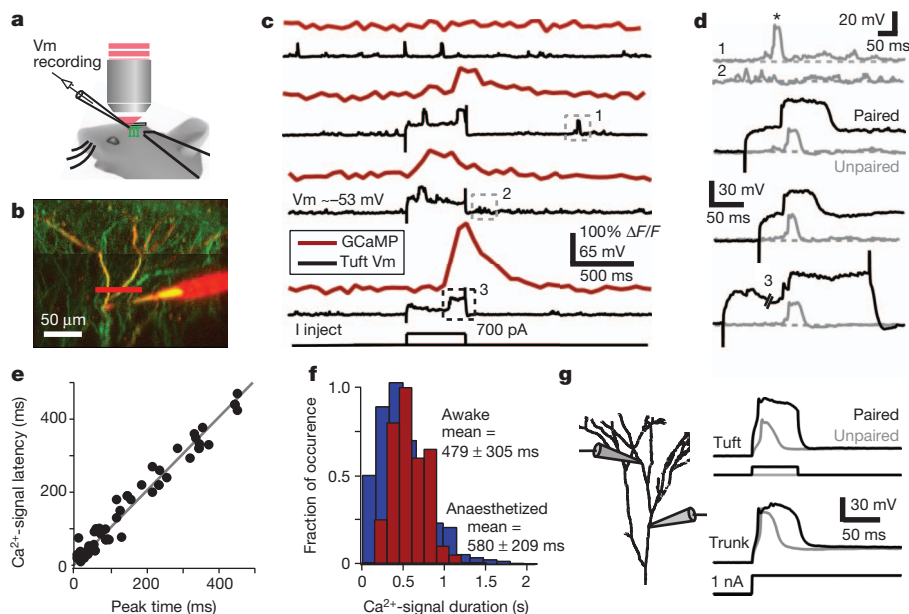 a
Vm
recording
b
50 µm
c
1
2
Vm ~–53 mV
GCaMP
Tuft Vm
100% ΔF/F
65 mV
500 ms
3
I inject
700 pA
d
20 mV
50 ms
*
1
2
Paired
Unpaired
30 mV
50 ms
3
e
Ca2+-signal latency (ms)
400
200
0
0 200 400
Peak time (ms)
f
Fraction of occurence
1.0
0.5
0
Awake
mean =
479 ± 305 ms
Anaesthetized
mean =
580 ± 209 ms
0 0.5 1 1.5 2
Ca2+-signal duration (s)
g
Tuft
Paired
Unpaired
Trunk
30 mV
50 ms
1 nA